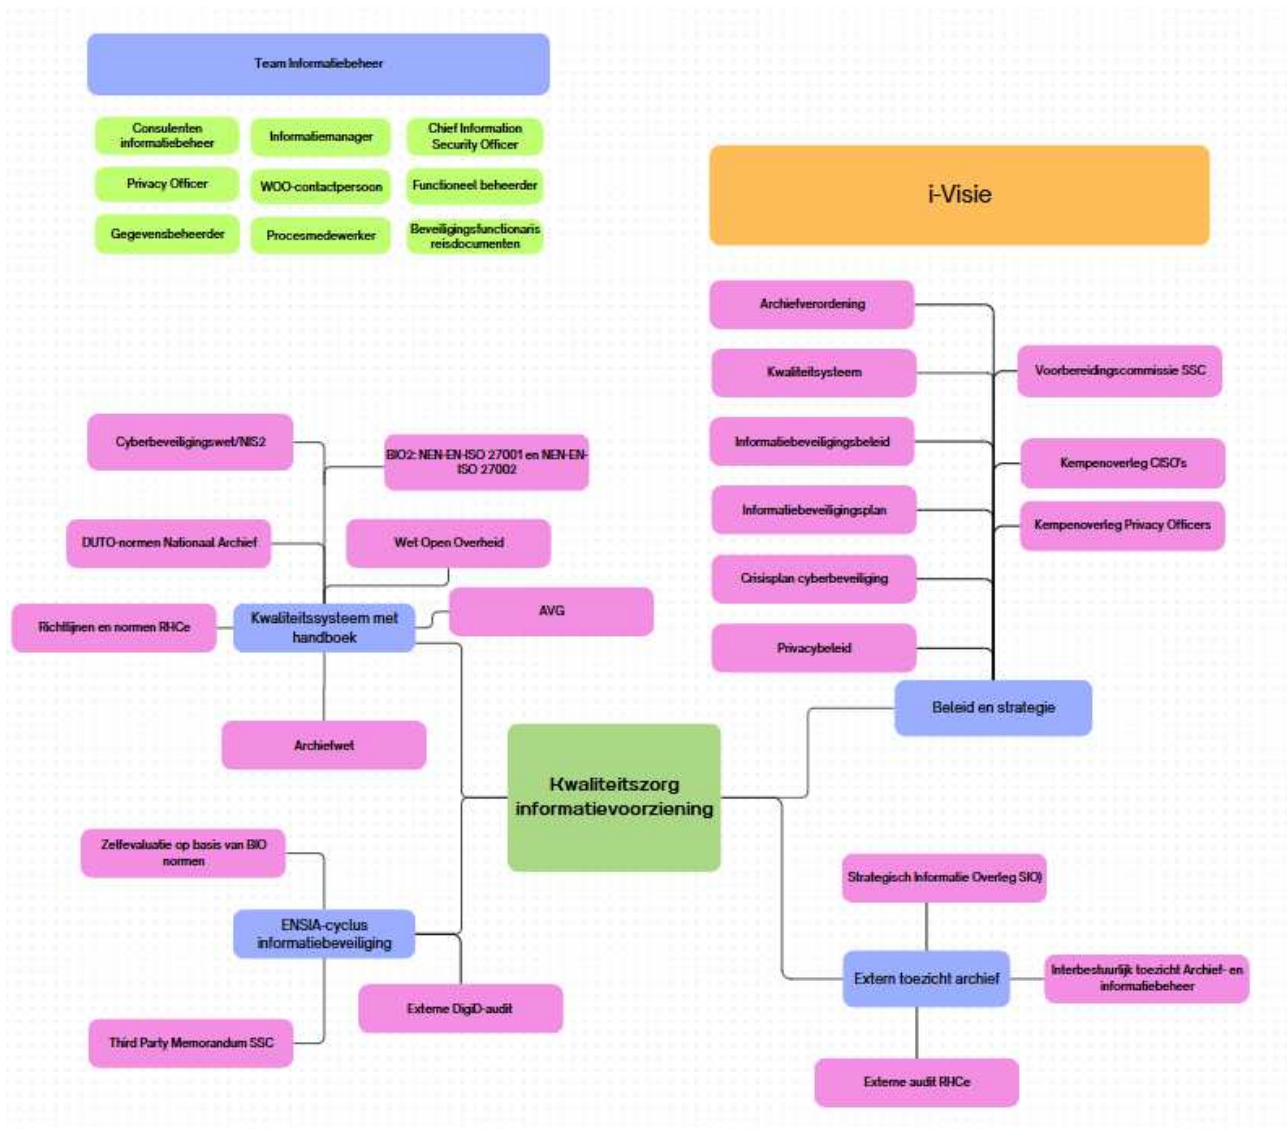 Team Informatiebeheer
Consulenten
informatiebeheer
Informatiemanager
Chief Information
Security Officer
Privacy Officer
WOO-contactpersoon
Functioneel beheerder
Gegevensbeheerder
Procesmedewerker
Beveiligingsfunctionaris
reisdocumenten
i-Visie
Archiefverordening
Kwaliteitsysteem
Voorbereidingscommissie SSC
Informatiebeveiligingsbeleid
Kempenoverleg CISO's
Informatiebeveiligingsplan
Kempenoverleg Privacy Officers
Crisisplan cyberbeveiliging
Privacybeleid
Beleid en strategie
Cyberbeveiligingswet/NIS2
BIO2: NEN-EN-ISO 27001 en NEN-EN-
ISO 27002
DUTO-normen Nationaal Archief
Wet Open Overheid
Richtlijnen en normen RHCe
Kwaliteitssysteem met
handboek
AVG
Archiefwet
Kwaliteitszorg
informatievoorziening
Zelfevaluatie op basis van BIO
normen
ENSIA-cyclus
informatiebeveiliging
Externe DigiD-audit
Third Party Memorandum SSC
Strategisch Informatie Overleg SIO)
Extern toezicht archief
Interbestuurlijk toezicht Archief- en
informatiebeheer
Externe audit RHCe